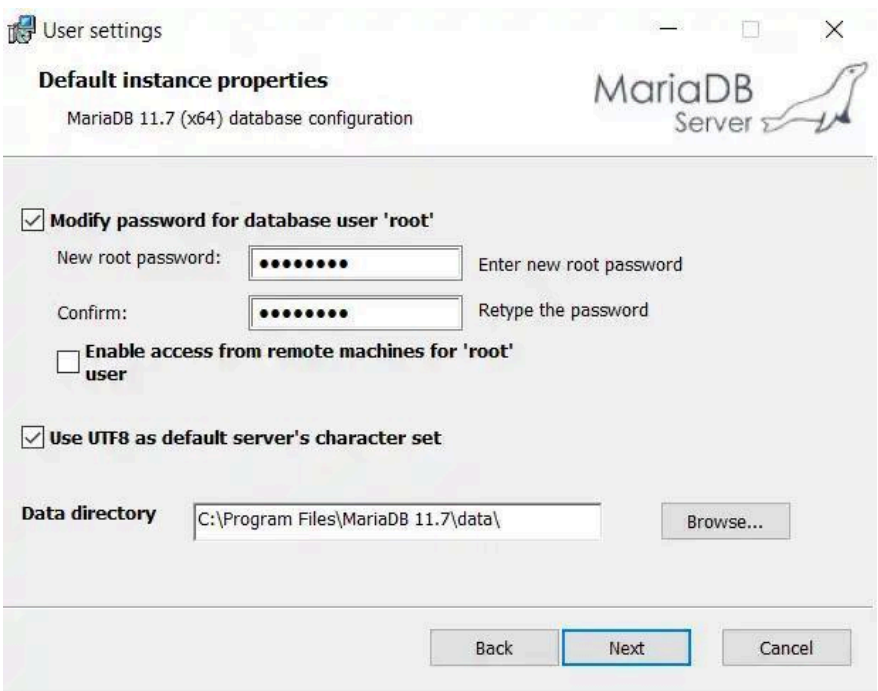 User settings
Default instance properties
MariaDB 11.7 (x64) database configuration
MariaDB
Server
Modify password for database user 'root'
New root password:
●●●●●●●●
Enter new root password
Confirm:
●●●●●●●●
Retype the password
Enable access from remote machines for 'root'
user
Use UTF8 as default server's character set
Data directory
C:\Program Files\MariaDB 11.7\data\
Browse...
Back
Next
Cancel